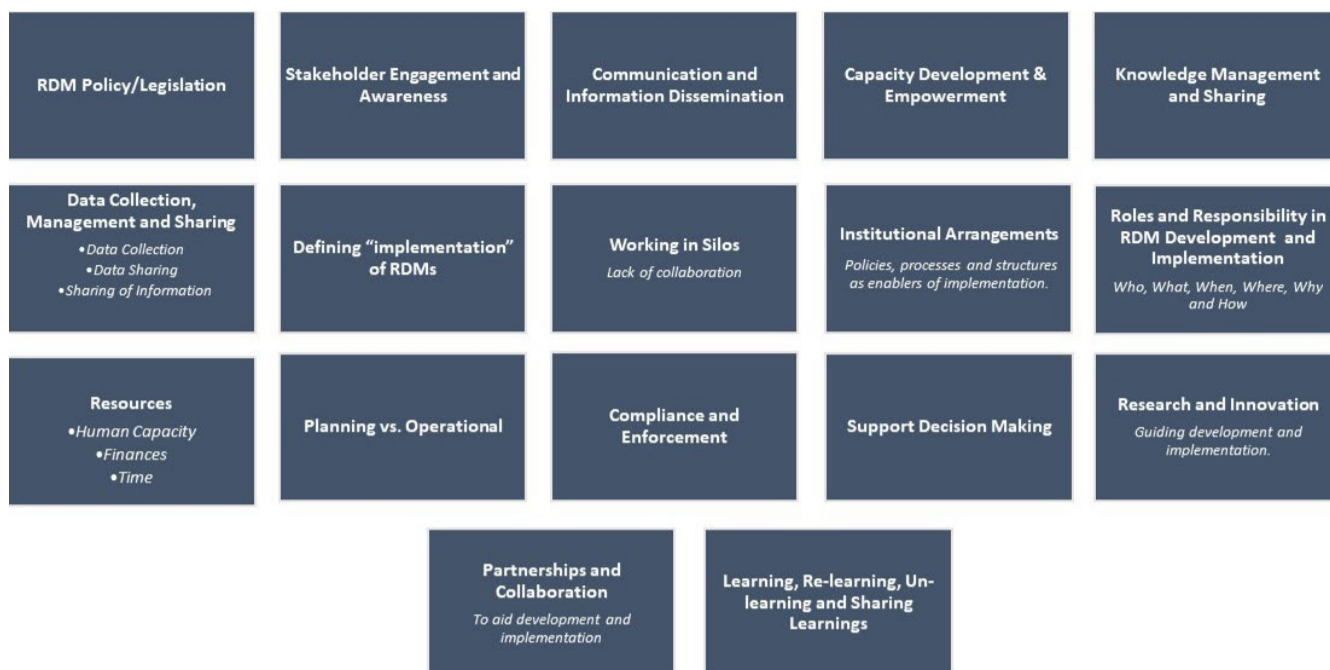 RDM Policy/Legislation
Stakeholder Engagement and
Awareness
Communication and
Information Dissemination
Capacity Development &
Empowerment
Knowledge Management
and Sharing
Data Collection,
Management and Sharing
•Data Collection
•Data Sharing
•Sharing of Information
Defining “implementation”
of RDMs
Working in Silos
Lack of collaboration
Institutional Arrangements
Policies, processes and structures
as enablers of implementation.
Roles and Responsibility in
RDM Development and
Implementation
Who, What, When, Where, Why
and How
Resources
•Human Capacity
•Finances
•Time
Planning vs. Operational
Compliance and
Enforcement
Support Decision Making
Research and Innovation
Guiding development and
implementation.
Partnerships and
Collaboration
To aid development and
implementation
Learning, Re-learning, Un-
learning and Sharing
Learnings